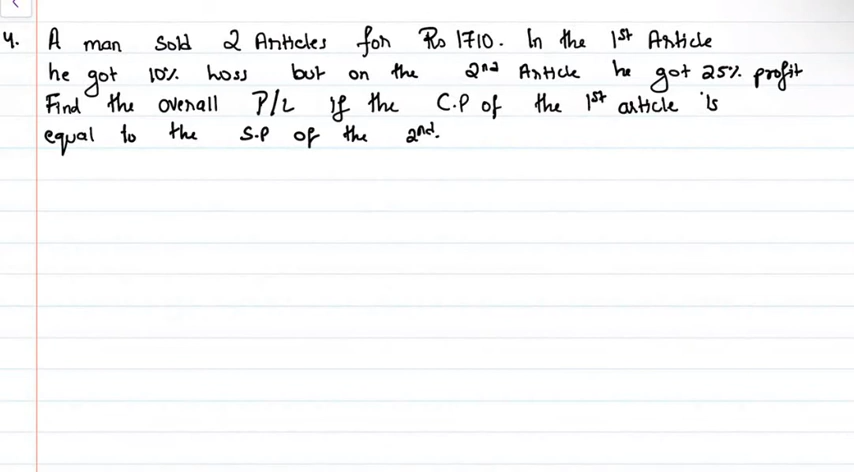 4. A man sold 2 Articles for Rs 1710. In the 1st Article
he got 10% loss but on the 2nd Article he got 25% profit
Find the overall P/L if the C.P of the 1st article is
equal to the S.P of the 2nd.